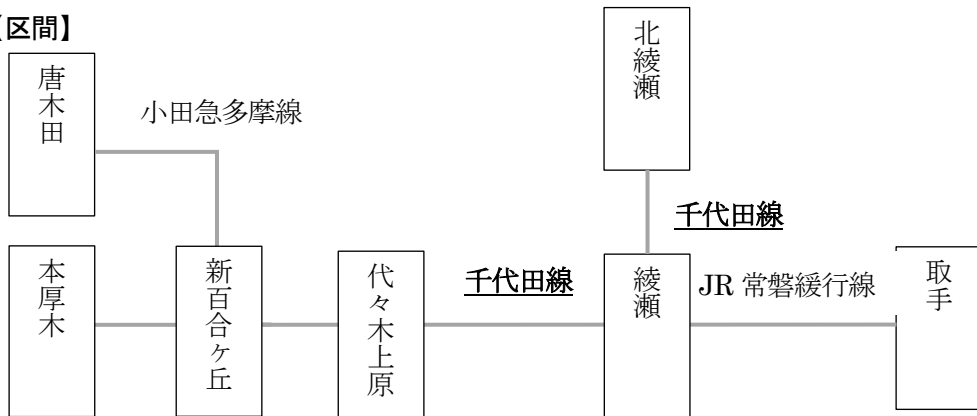 【区間】
唐木田
小田急多摩線
北綾瀬
千代田線
本厚木
新百合ヶ丘
代々木上原
千代田線
綾瀬
JR 常磐緩行線
取手